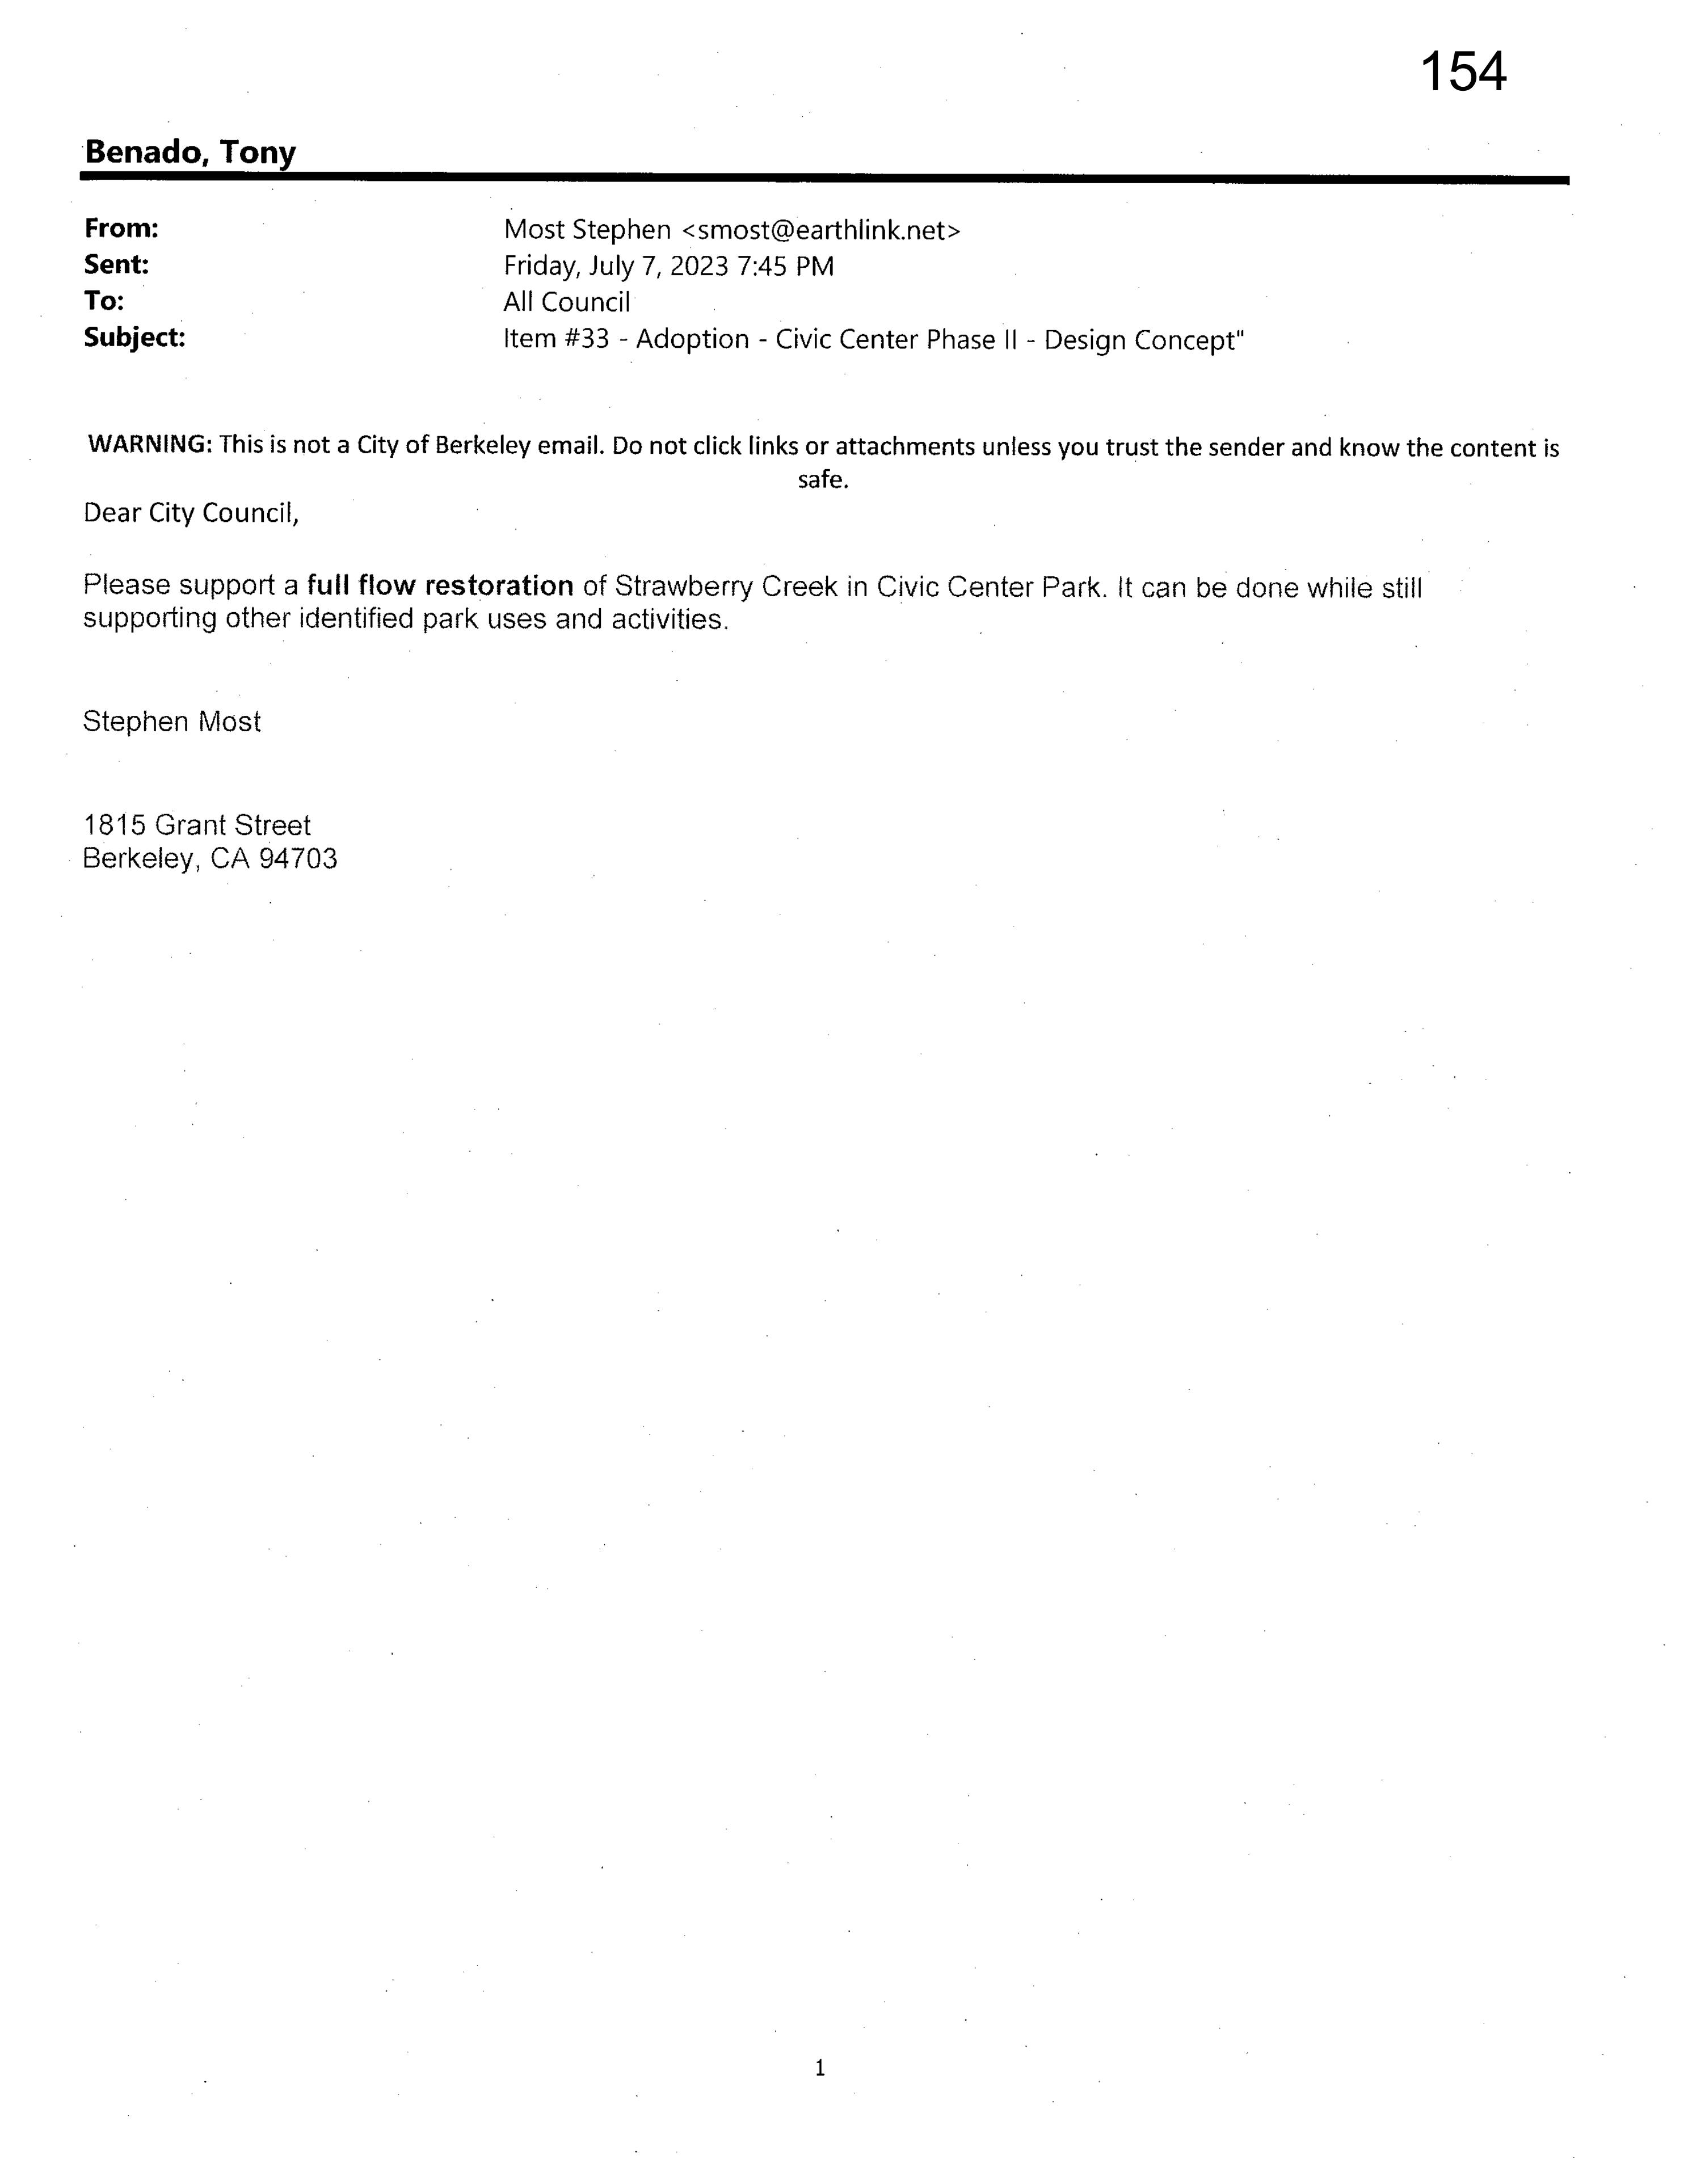 154
Benado, Tony
From: Most Stephen <smost@earthlink.net>
Sent: Friday, July 7, 2023 7:45 PM
To: All Council
Subject: Item #33 - Adoption - Civic Center Phase II - Design Concept"
WARNING: This is not a City of Berkeley email. Do not click links or attachments unless you trust the sender and know the content is
safe.
Dear City Council,
Please support a full flow restoration of Strawberry Creek in Civic Center Park. It can be done while still
supporting other identified park uses and activities.
Stephen Most
1815 Grant Street
Berkeley, CA 94703
1